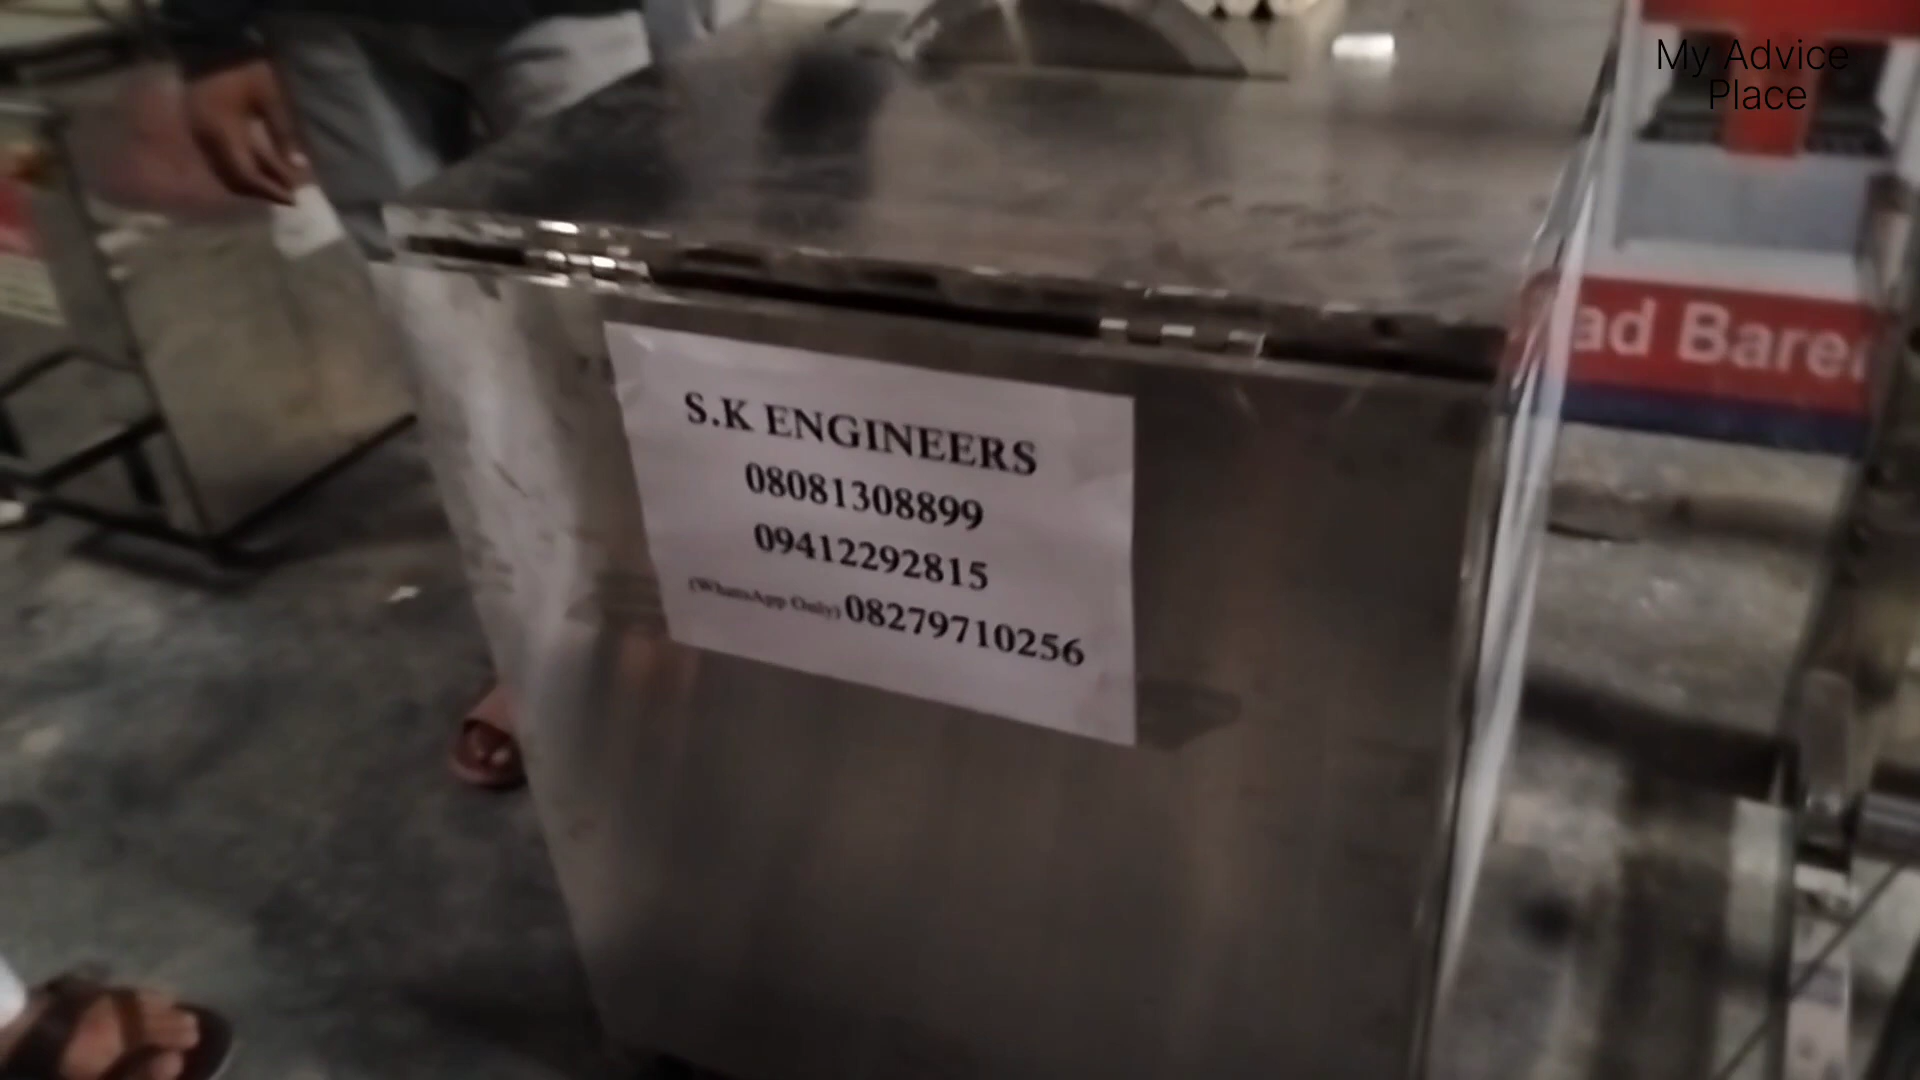 My Advice
Place
ad Bare
S.K ENGINEERS
08081308899
09412292815
(WhatsApp Only) 08279710256